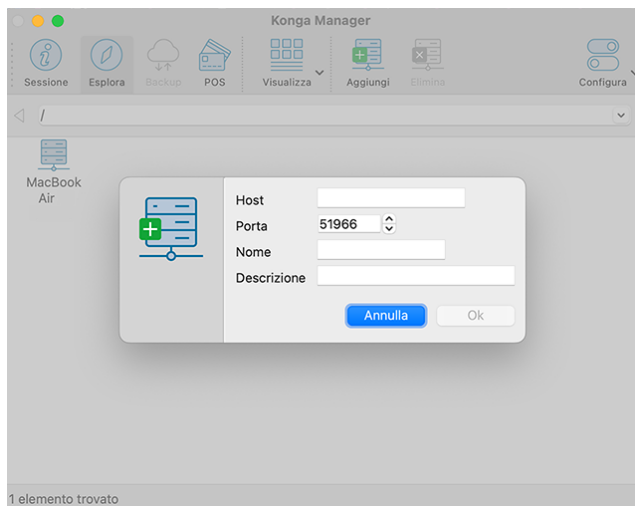 Konga Manager
Sessione Esplora Backup POS Visualizza Aggiungi Elimina Configura
/
MacBook
Air
Host
Porta 51966
Nome
Descrizione
Annulla Ok
1 elemento trovato